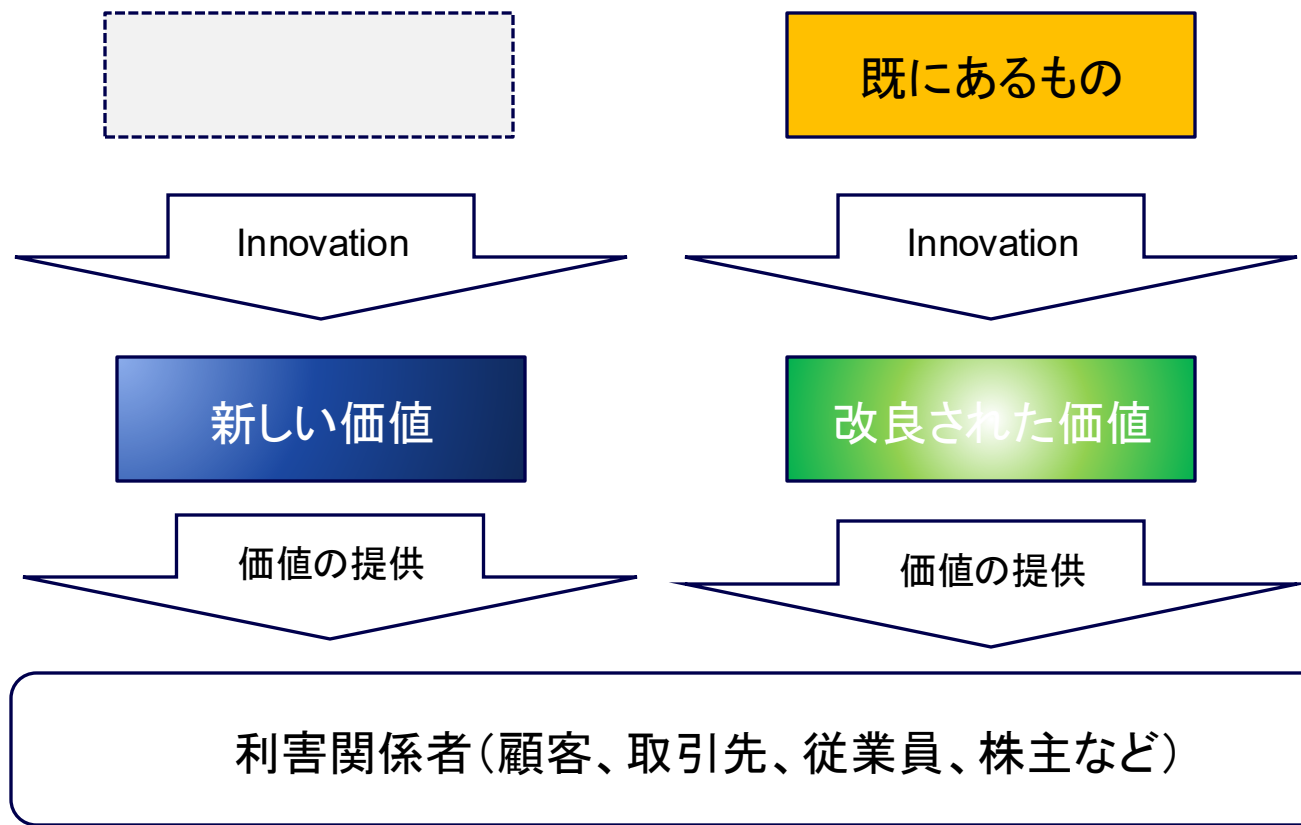 既にあるもの
Innovation
Innovation
新しい価値
改良された価値
価値の提供
価値の提供
利害関係者（顧客、取引先、従業員、株主など）